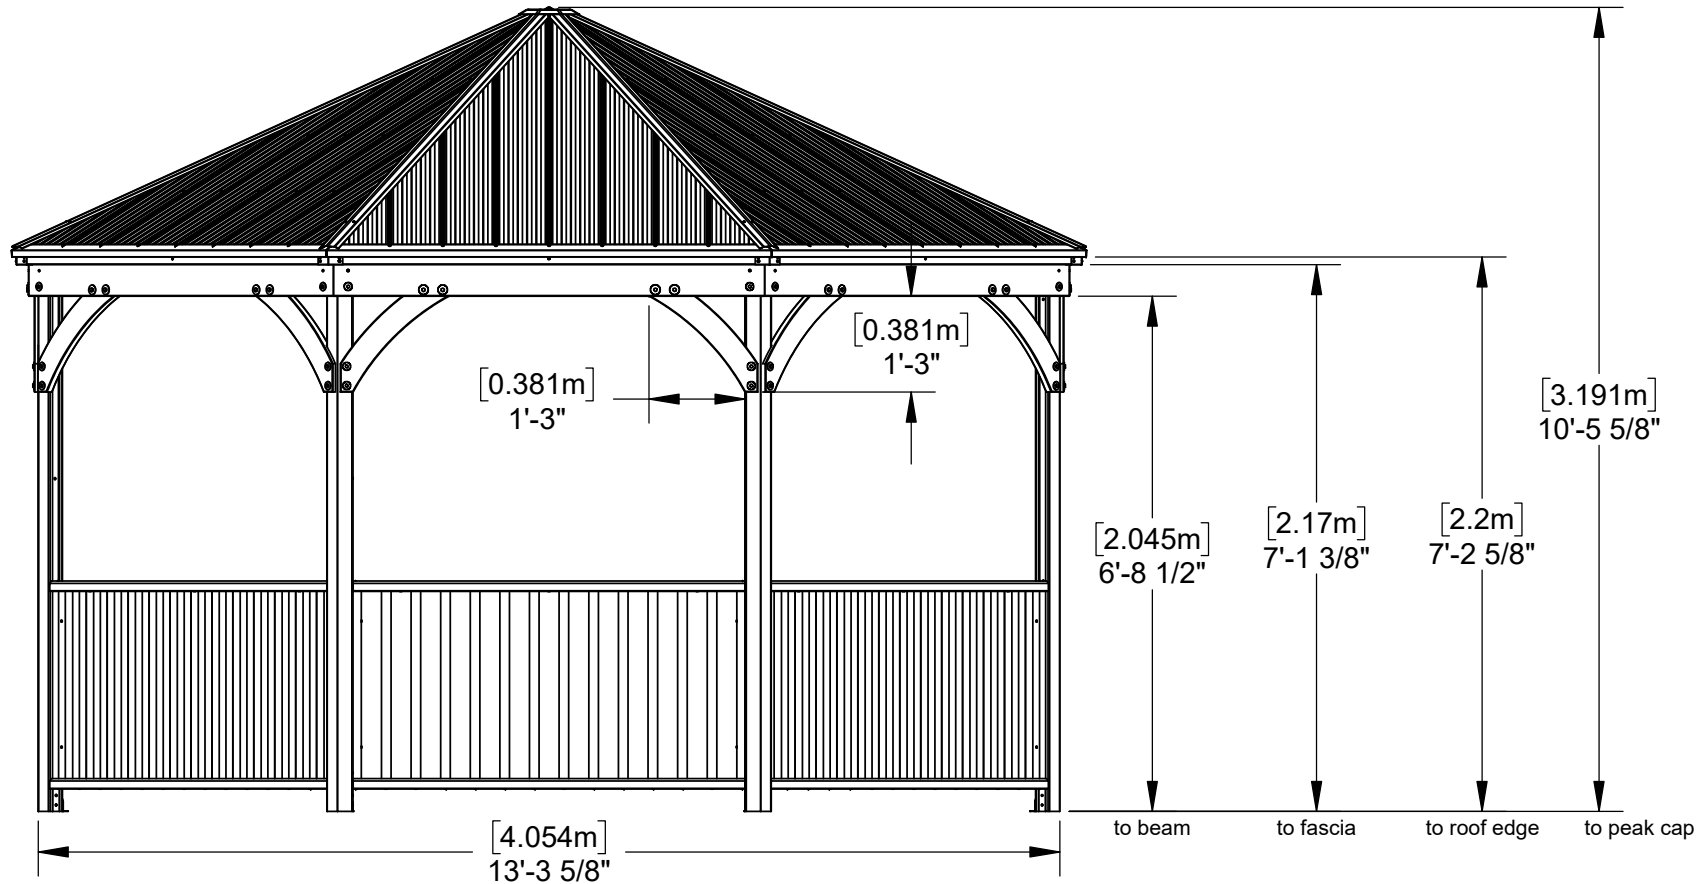 [0.381m]
1'-3"
[0.381m]
1'-3"
[3.191m]
10'-5 5/8"
[2.045m]
6'-8 1/2"
[2.17m]
7'-1 3/8"
[2.2m]
7'-2 5/8"
to beam
to fascia
to roof edge
to peak cap
[4.054m]
13'-3 5/8"